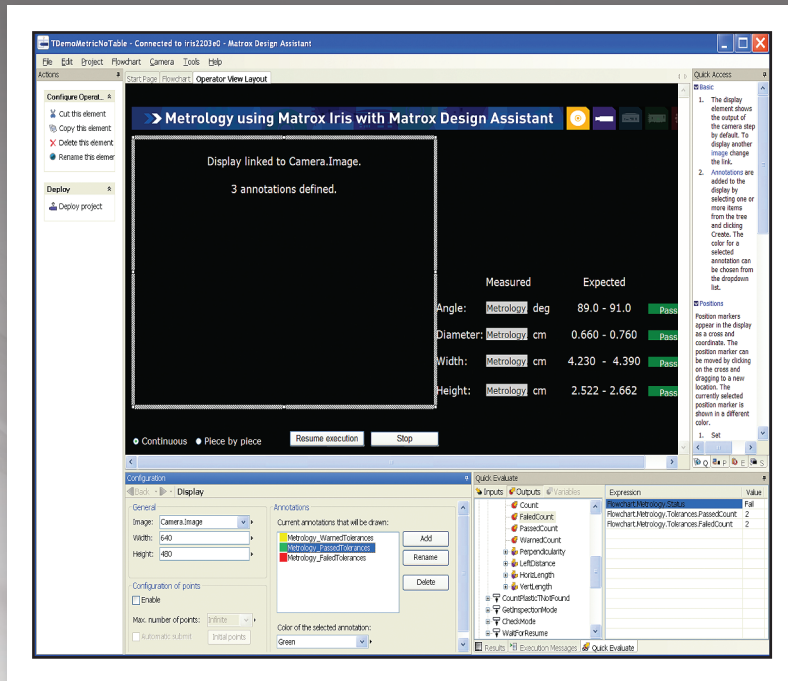 TDemoMetricNoTable - Connected to iris2203e0 - Matrox Design Assistant
File Edit Project Flowchart Camera Tools Help
Actions
Start Page Flowchart Operator View Layout
Quick Access
Configure Operat...
Cut this element
Copy this element
Delete this element
Rename this elemer
Deploy
Deploy project
Metrology using Matrox Iris with Matrox Design Assistant
Display linked to Camera.Image.
3 annotations defined.
Measured Expected
Angle: Metrology. deg 89.0 - 91.0 Pass
Diameter: Metrology. cm 0.660 - 0.760 Pass
Width: Metrology. cm 4.230 - 4.390 Pass
Height: Metrology. cm 2.522 - 2.662 Pass
Continuous Piece by piece Resume execution Stop
Basic
1. The display
element shows
the output of
the camera step
by default. To
display another
image change
the link.
2. Annotations are
added to the
display by
selecting one or
more items
from the tree
and clicking
Create. The
color for a
selected
annotation can
be chosen from
the dropdown
list.
Positions
Position markers
appear in the display
as a cross and
coordinate. The
position marker can
be moved by clicking
on the cross and
dragging to a new
location. The
currently selected
position marker is
shown in a different
color.
1. Set
Q P E S
Configuration
Back Display
General
Image: Camera.Image
Width: 640
Height: 480
Configuration of points
Enable
Max. number of points: Infinite
Automatic submit Initial points
Annotations
Current annotations that will be drawn:
Metrology_WarnedTolerances
Metrology_PassedTolerances
Metrology_FailedTolerances
Add
Rename
Delete
Color of the selected annotation:
Green
Quick Evaluate
Inputs Outputs Variables
Count
FailedCount
PassedCount
WarnedCount
Perpendicularity
LeftDistance
HorizLength
VertLength
CountPlasticTNotFound
GetInspectionMode
CheckMode
WaitForResume
Expression Value
Flowchart.Metrology.Status Fail
Flowchart.Metrology.Tolerances.PassedCount 2
Flowchart.Metrology.Tolerances.FailedCount 2
Results Execution Messages Quick Evaluate